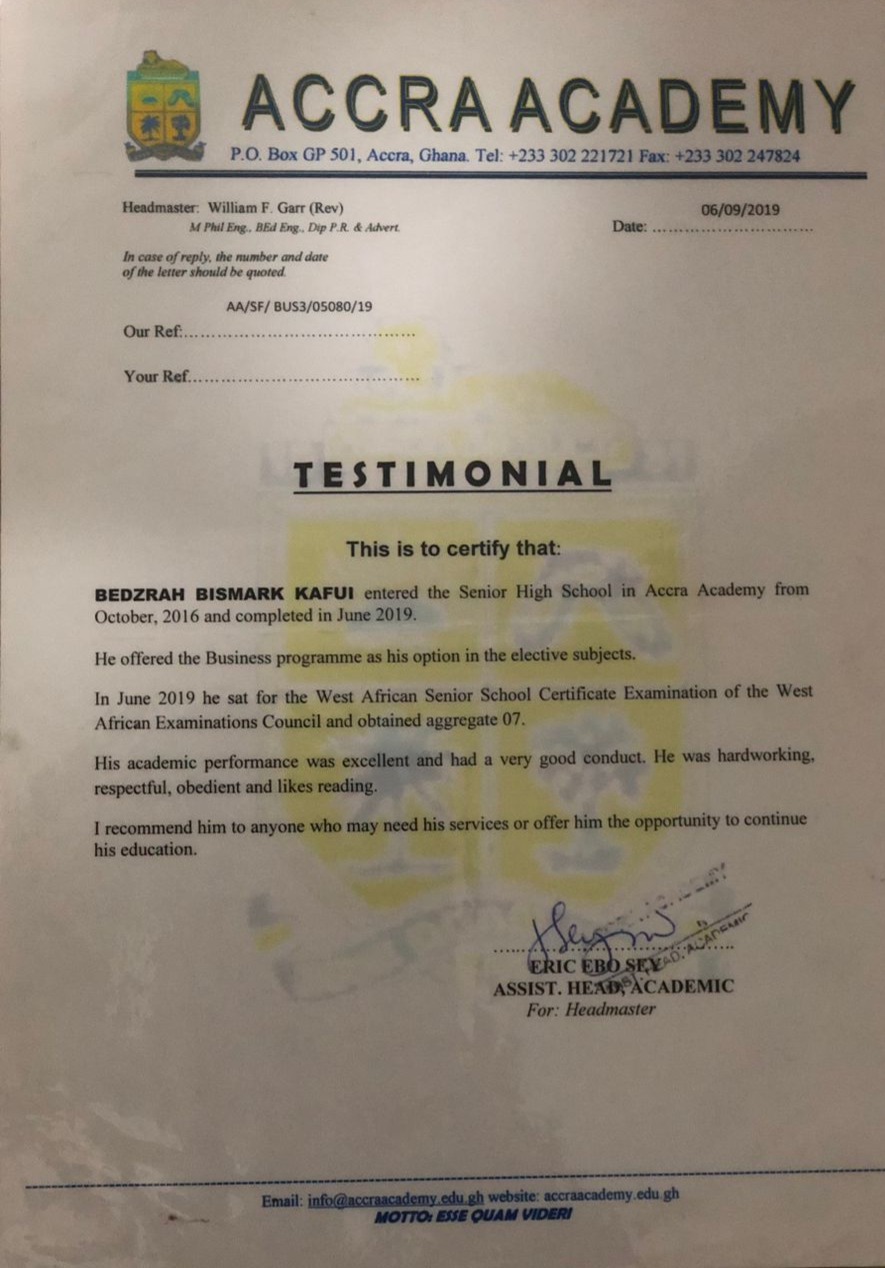 ACCRA ACADEMY
P.O. Box GP 501, Accra, Ghana. Tel: +233 302 221721 Fax: +233 302 247824
Headmaster: William F. Garr (Rev)
M Phil Eng., BEd Eng., Dip P.R. & Advert.
06/09/2019
Date: ................................
In case of reply, the number and date
of the letter should be quoted.
AA/SF/ BUS3/05080/19
Our Ref:..............................................
Your Ref..............................................
TESTIMONIAL
This is to certify that:
BEDZRAH BISMARK KAFUI entered the Senior High School in Accra Academy from
October, 2016 and completed in June 2019.
He offered the Business programme as his option in the elective subjects.
In June 2019 he sat for the West African Senior School Certificate Examination of the West
African Examinations Council and obtained aggregate 07.
His academic performance was excellent and had a very good conduct. He was hardworking,
respectful, obedient and likes reading.
I recommend him to anyone who may need his services or offer him the opportunity to continue
his education.
ERIC EBO SEY
ASSIST. HEAD, ACADEMIC
For: Headmaster
Email: info@accraacademy.edu.gh website: accraacademy.edu.gh
MOTTO: ESSE QUAM VIDERI